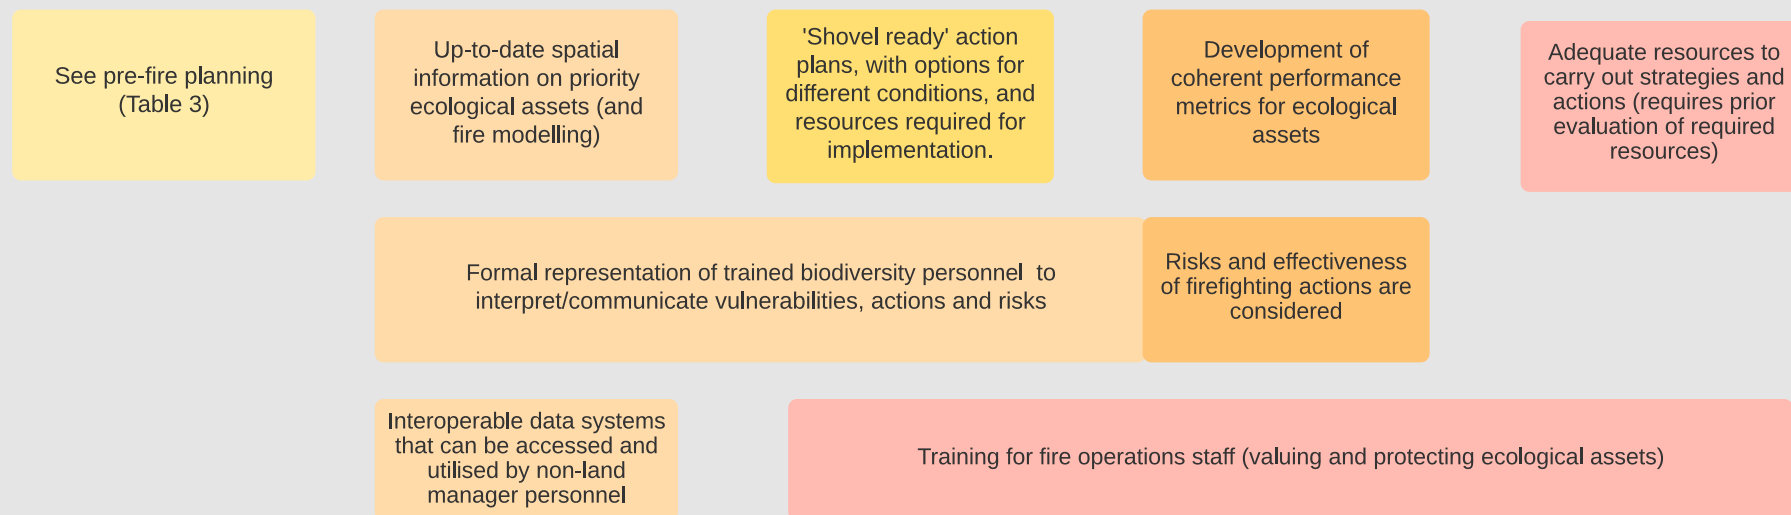 See pre-fire planning
(Table 3)
Up-to-date spatial
information on priority
ecological assets (and
fire modelling)
'Shovel ready' action
plans, with options for
different conditions, and
resources required for
implementation.
Development of
coherent performance
metrics for ecological
assets
Adequate resources to
carry out strategies and
actions (requires prior
evaluation of required
resources)
Formal representation of trained biodiversity personnel to
interpret/communicate vulnerabilities, actions and risks
Risks and effectiveness
of firefighting actions are
considered
Interoperable data systems
that can be accessed and
utilised by non-land
manager personnel
Training for fire operations staff (valuing and protecting ecological assets)